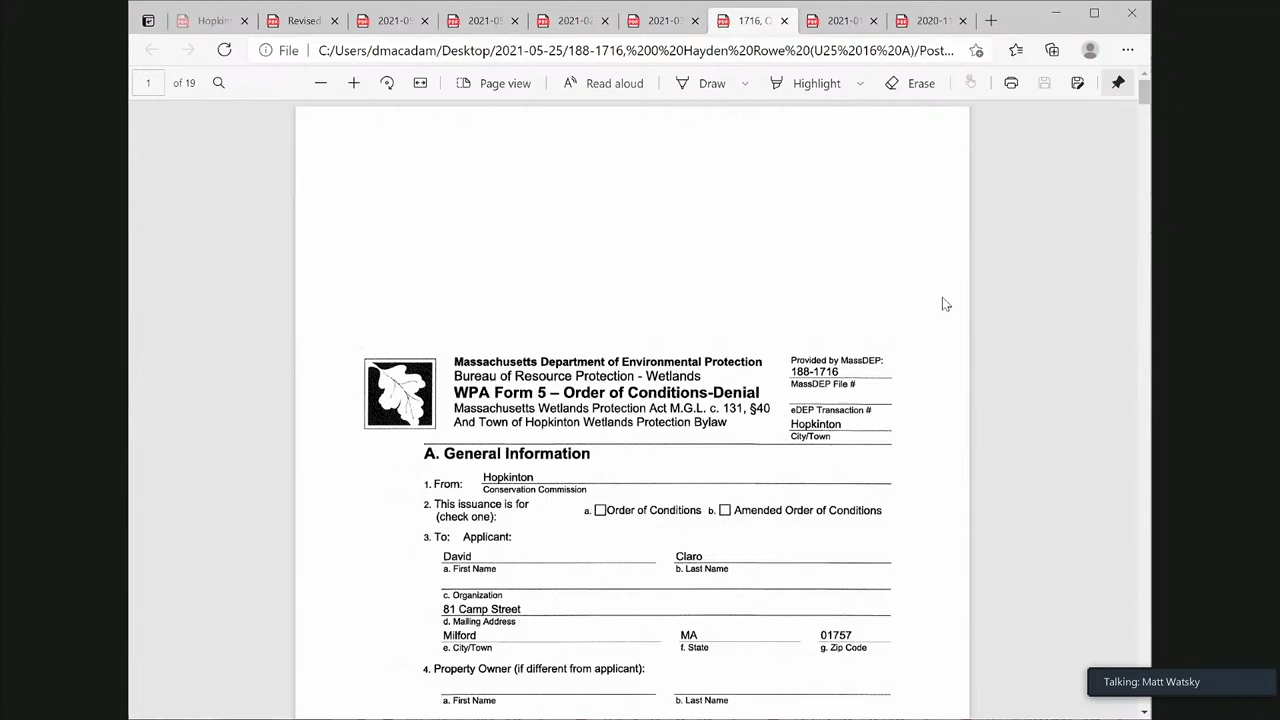 Hopkin
Revised
2021-05
2021-05
2021-02
2021-03
1716, O
2021-01
2020-11
File
C:/Users/dmacadam/Desktop/2021-05-25/188-1716,%200%20Hayden%20Rowe%20(U25%2016%20A)/Post...
1 of 19
Page view
Read aloud
Draw
Highlight
Erase
Massachusetts Department of Environmental Protection
Bureau of Resource Protection - Wetlands
WPA Form 5 – Order of Conditions-Denial
Massachusetts Wetlands Protection Act M.G.L. c. 131, §40
And Town of Hopkinton Wetlands Protection Bylaw
Provided by MassDEP:
188-1716
MassDEP File #
eDEP Transaction #
Hopkinton
City/Town
A. General Information
1. From: Hopkinton
Conservation Commission
2. This issuance is for
(check one):
a. Order of Conditions b. Amended Order of Conditions
3. To: Applicant:
David Claro
a. First Name b. Last Name
c. Organization
81 Camp Street
d. Mailing Address
Milford MA 01757
e. City/Town f. State g. Zip Code
4. Property Owner (if different from applicant):
a. First Name b. Last Name
Talking: Matt Watsky